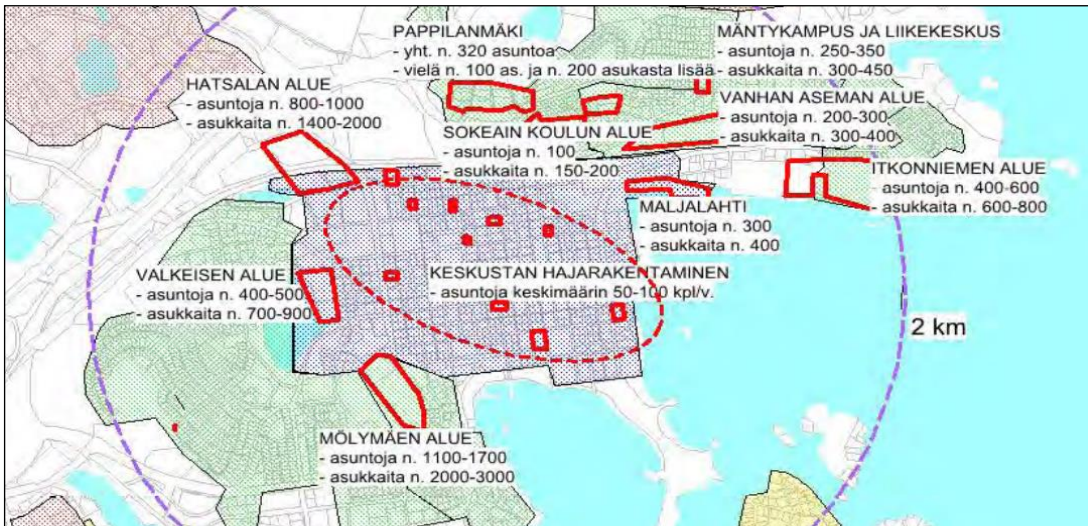 PAPPILANMÄKI
- yht. n. 320 asuntoa
- vielä n. 100 as. ja n. 200 asukasta lisää
MÄNTYKAMPUS JA LIIKEKESKUS
- asuntoja n. 250-350
- asukkaita n. 300-450
HATSALAN ALUE
- asuntoja n. 800-1000
- asukkaita n. 1400-2000
VANHAN ASEMAN ALUE
- asuntoja n. 200-300
- asukkaita n. 300-400
SOKEAIN KOULUN ALUE
- asuntoja n. 100
- asukkaita n. 150-200
ITKONNIEMEN ALUE
- asuntoja n. 400-600
- asukkaita n. 600-800
MALJALAHTI
- asuntoja n. 300
- asukkaita n. 400
VALKEISEN ALUE
- asuntoja n. 400-500
- asukkaita n. 700-900
KESKUSTAN HAJARAKENTAMINEN
- asuntoja keskimäärin 50-100 kpl/v.
2 km
MÖLYMÄEN ALUE
- asuntoja n. 1100-1700
- asukkaita n. 2000-3000